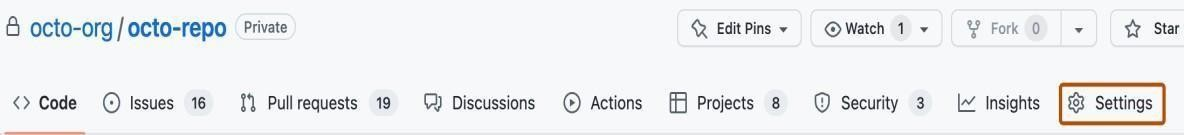 octo-org / octo-repo Private Edit Pins Watch 1 Fork 0 Star
Code Issues 16 Pull requests 19 Discussions Actions Projects 8 Security 3 Insights Settings